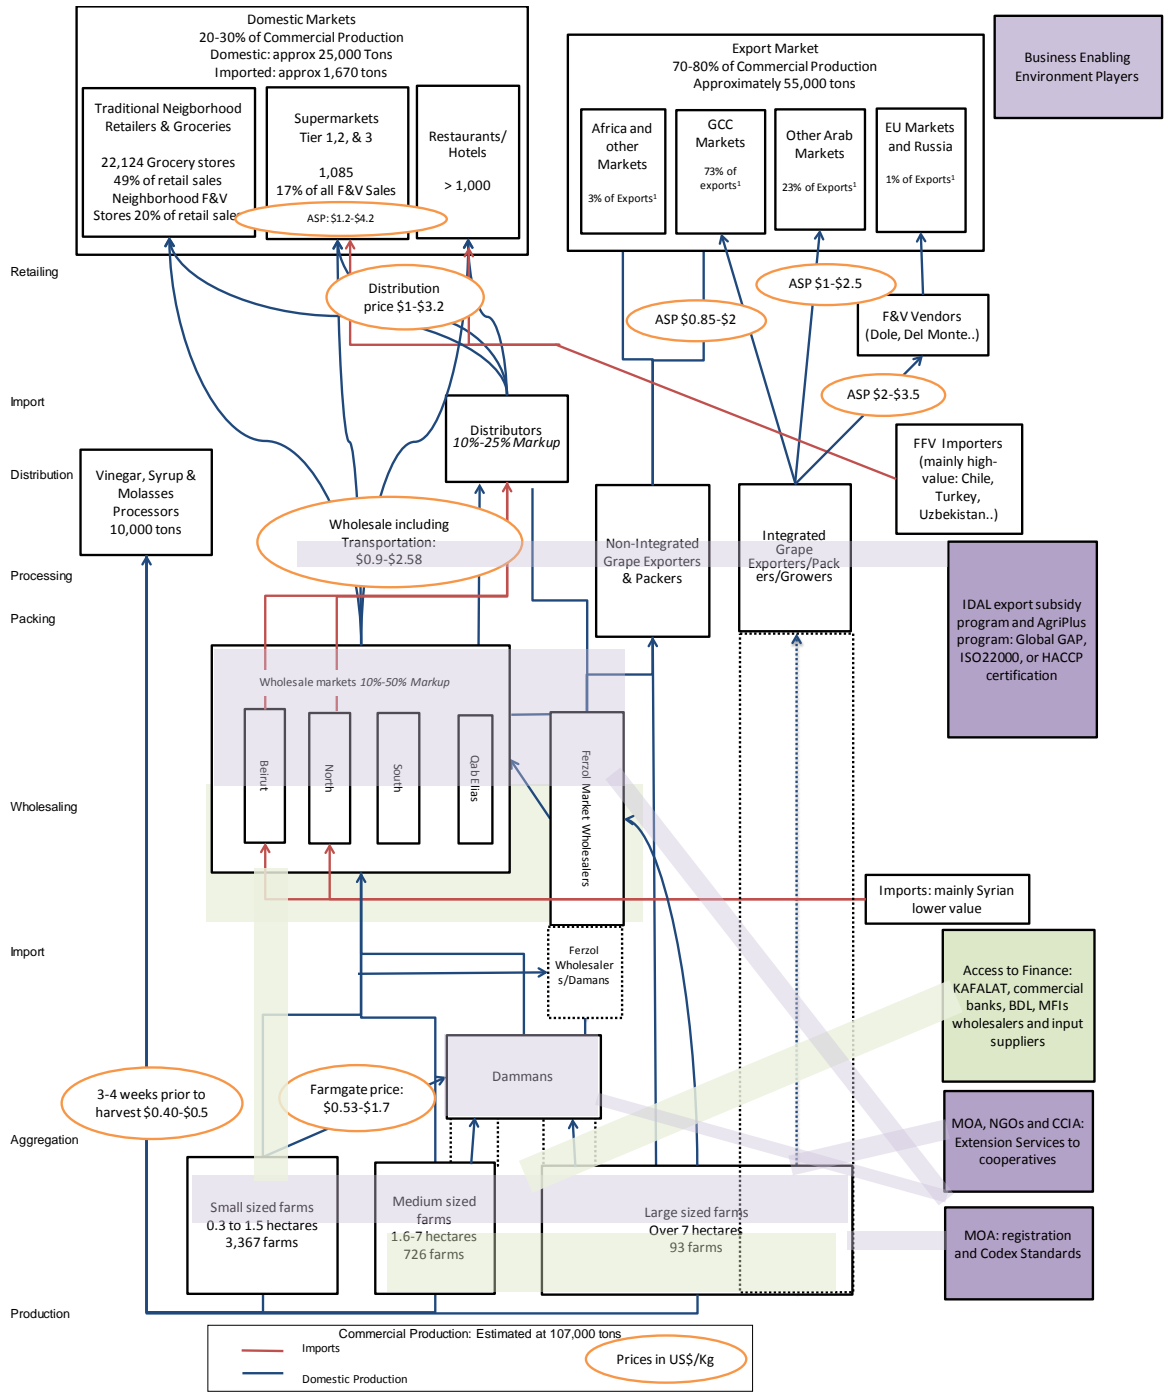 Domestic Markets
20-30% of Commercial Production
Domestic: approx 25,000 Tons
Imported: approx 1,670 tons
Traditional Neigborhood
Retailers & Groceries
22,124 Grocery stores
49% of retail sales
Neighborhood F&V
Stores 20% of retail sales
Supermarkets
Tier 1,2, & 3
1,085
17% of all F&V Sales
ASP: $1.2-$4.2
Restaurants/
Hotels
> 1,000
Export Market
70-80% of Commercial Production
Approximately 55,000 tons
Africa and
other
Markets
3% of Exports1
GCC
Markets
73% of
exports1
Other Arab
Markets
23% of Exports1
EU Markets
and Russia
1% of Exports1
Business Enabling
Environment Players
Retailing
Distribution
price $1-$3.2
ASP $0.85-$2
ASP $1-$2.5
F&V Vendors
(Dole, Del Monte..)
ASP $2-$3.5
Import
Distributors
10%-25% Markup
FFV Importers
(mainly high-
value: Chile,
Turkey,
Uzbekistan..)
Distribution
Vinegar, Syrup &
Molasses
Processors
10,000 tons
Wholesale including
Transportation:
$0.9-$2.58
Non-Integrated
Grape Exporters
& Packers
Integrated
Grape
Exporters/Pack
ers/Growers
Processing
Packing
IDAL export subsidy
program and AgriPlus
program: Global GAP,
ISO22000, or HACCP
certification
Wholesale markets 10%-50% Markup
Beirut
North
South
Qab Elias
Ferzol Market Wholesalers
Wholesaling
Imports: mainly Syrian
lower value
Import
Ferzol
Wholesaler
s/Damans
Access to Finance:
KAFALAT, commercial
banks, BDL, MFIs
wholesalers and input
suppliers
Dammans
3-4 weeks prior to
harvest $0.40-$0.5
Farmgate price:
$0.53-$1.7
Aggregation
MOA, NGOs and CCIA:
Extension Services to
cooperatives
Small sized farms
0.3 to 1.5 hectares
3,367 farms
Medium sized
farms
1.6-7 hectares
726 farms
Large sized farms
Over 7 hectares
93 farms
MOA: registration
and Codex Standards
Production
Commercial Production: Estimated at 107,000 tons
Imports
Domestic Production
Prices in US$/Kg